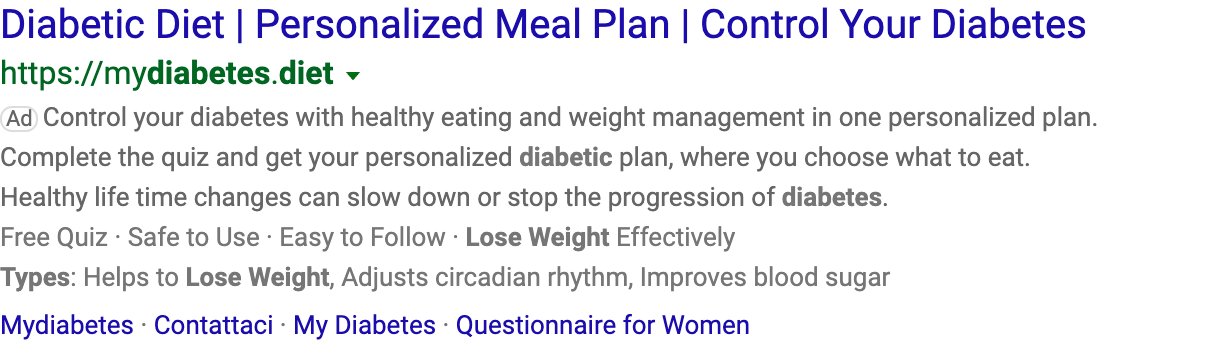 Diabetic Diet | Personalized Meal Plan | Control Your Diabetes
https://mydiabetes.diet
Ad Control your diabetes with healthy eating and weight management in one personalized plan.
Complete the quiz and get your personalized diabetic plan, where you choose what to eat.
Healthy life time changes can slow down or stop the progression of diabetes.
Free Quiz · Safe to Use · Easy to Follow · Lose Weight Effectively
Types: Helps to Lose Weight, Adjusts circadian rhythm, Improves blood sugar
Mydiabetes · Contattaci · My Diabetes · Questionnaire for Women